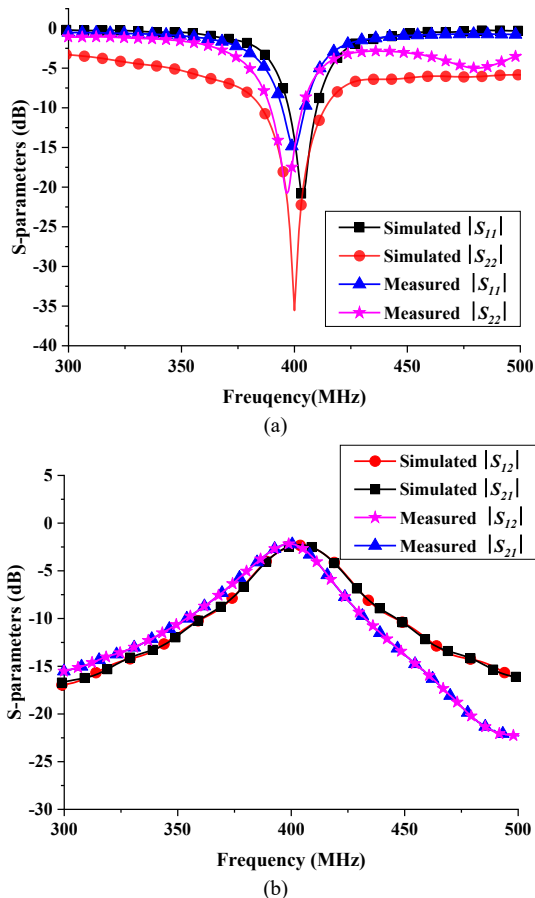 0
-5
-10
-15
-20
-25
-30
-35
-40
S-parameters (dB)
Simulated |S11|
Simulated |S22|
Measured |S11|
Measured |S22|
300 350 400 450 500
Freuqency(MHz)
(a)
Simulated |S12|
Simulated |S21|
Measured |S12|
Measured |S21|
5
0
-5
-10
-15
-20
-25
-30
S-parameters (dB)
300 350 400 450 500
Frequency (MHz)
(b)